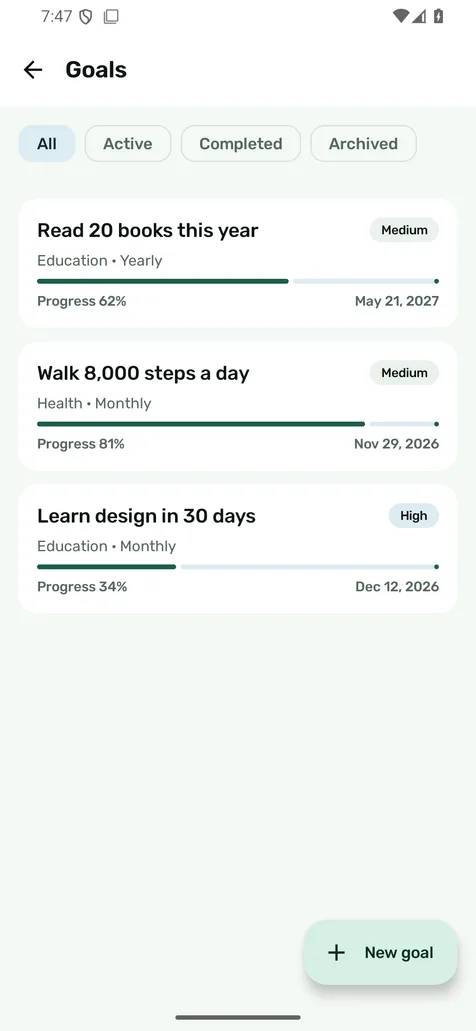 7:47
Goals
All Active Completed Archived
Read 20 books this year Medium
Education • Yearly
Progress 62% May 21, 2027
Walk 8,000 steps a day Medium
Health • Monthly
Progress 81% Nov 29, 2026
Learn design in 30 days High
Education • Monthly
Progress 34% Dec 12, 2026
New goal